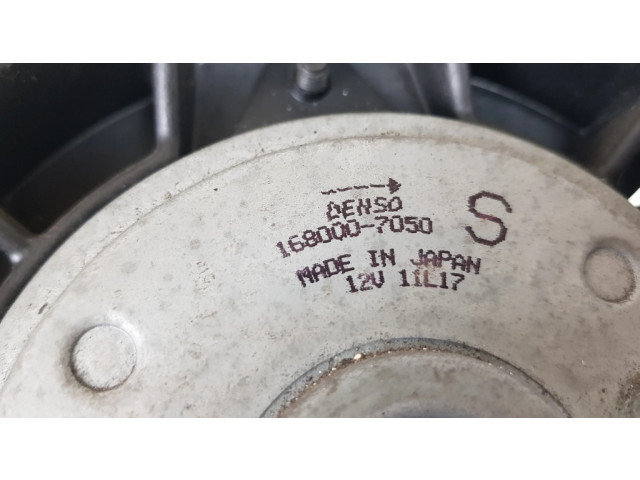 DENSO
168000-7050 S
MADE IN JAPAN
12V 11L17